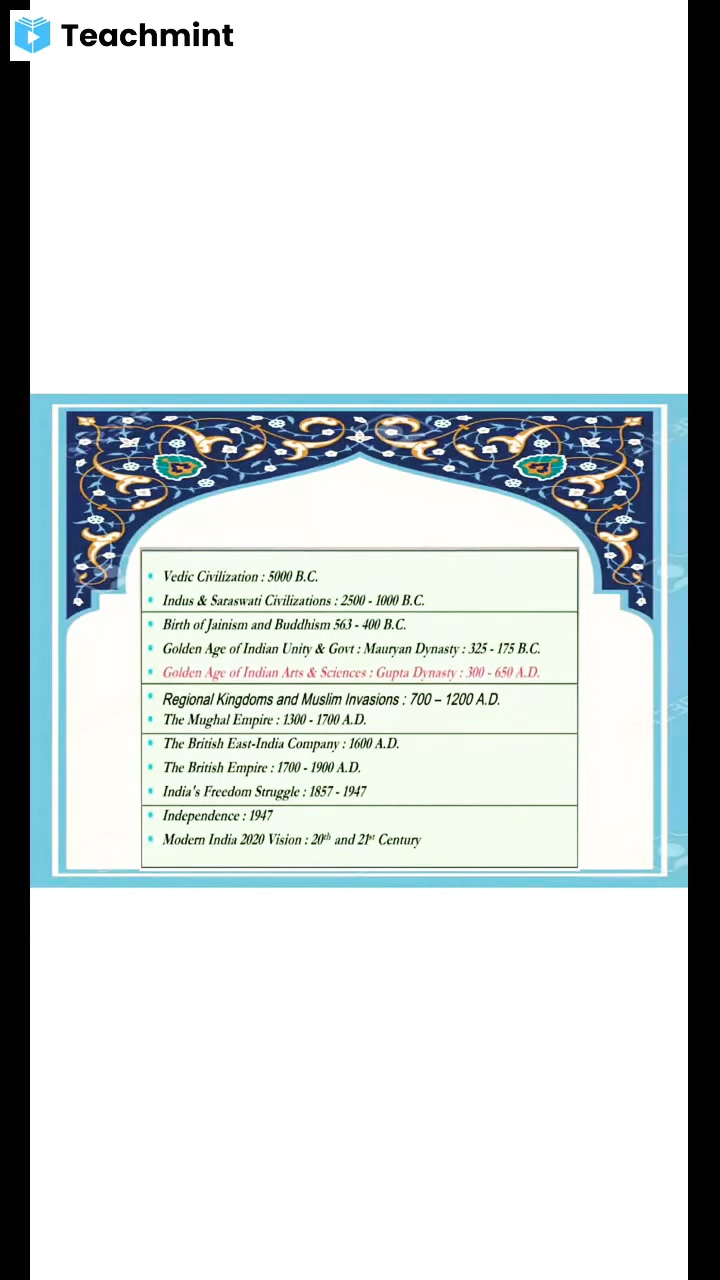 Teachmint
Vedic Civilization : 5000 B.C.
Indus & Saraswati Civilizations : 2500 - 1000 B.C.
Birth of Jainism and Buddhism 563 - 400 B.C.
Golden Age of Indian Unity & Govt : Mauryan Dynasty : 325 - 175 B.C.
Golden Age of Indian Arts & Sciences : Gupta Dynasty : 300 - 650 A.D.
Regional Kingdoms and Muslim Invasions : 700 – 1200 A.D.
The Mughal Empire : 1300 - 1700 A.D.
The British East-India Company : 1600 A.D.
The British Empire : 1700 - 1900 A.D.
India's Freedom Struggle : 1857 - 1947
Independence : 1947
Modern India 2020 Vision : 20th and 21st Century